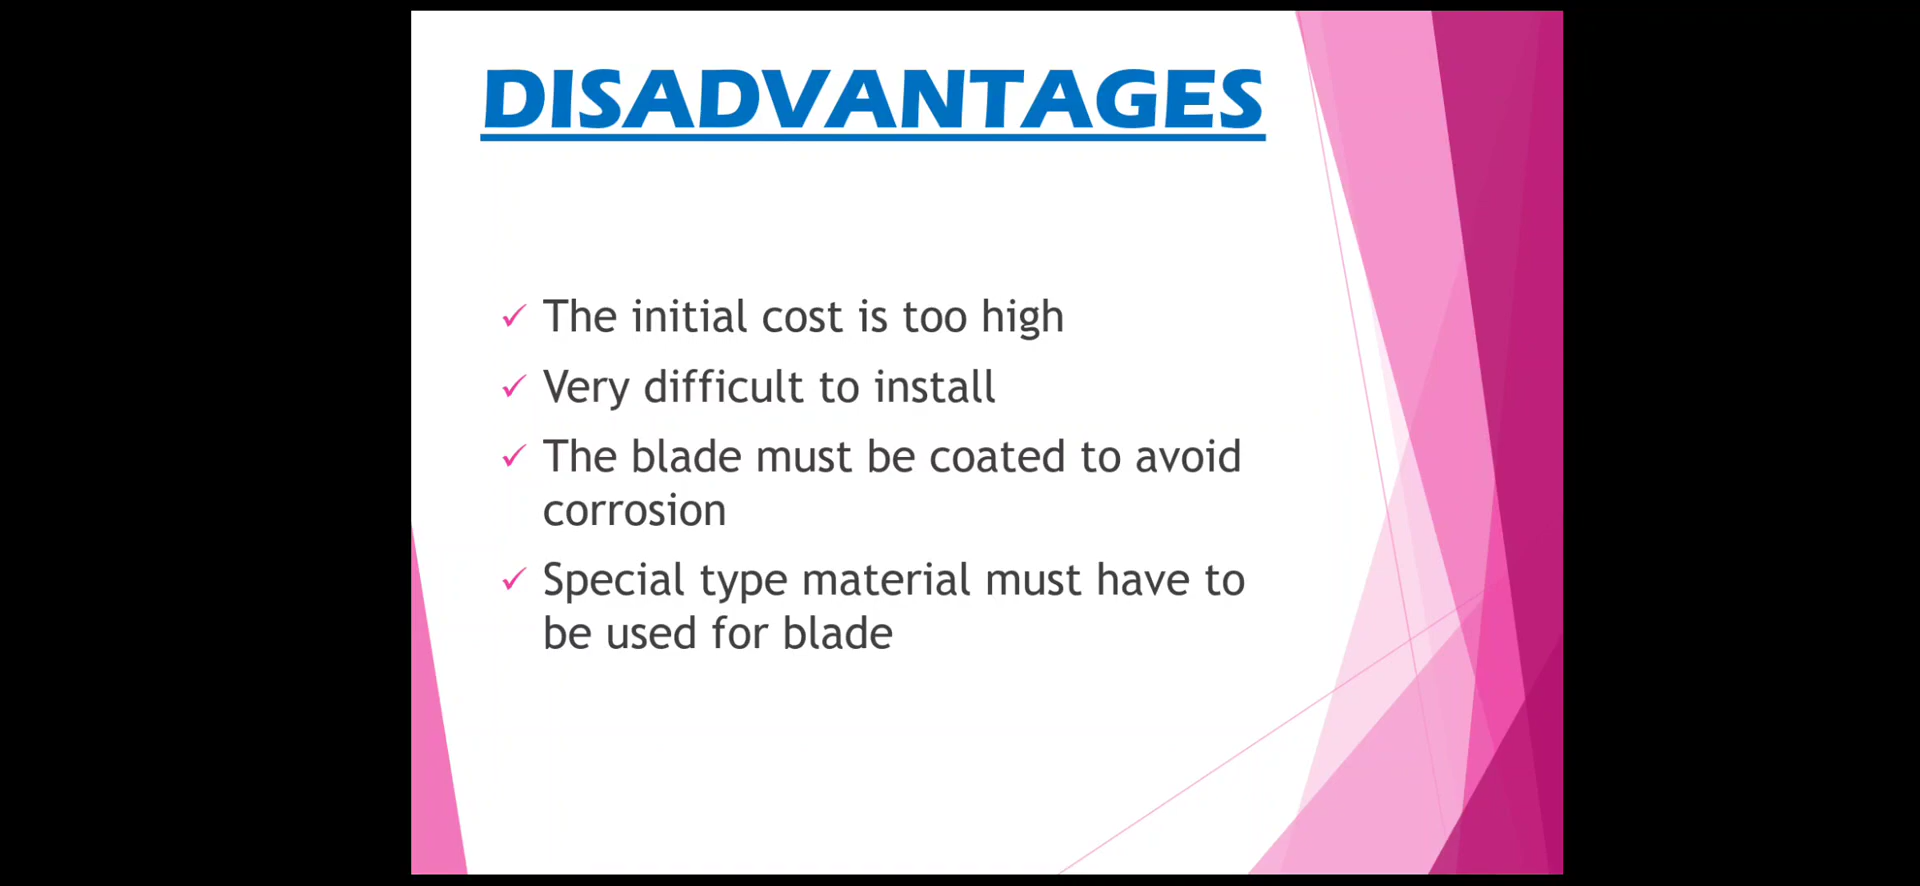 DISADVANTAGES
✓ The initial cost is too high
✓ Very difficult to install
✓ The blade must be coated to avoid
corrosion
✓ Special type material must have to
be used for blade